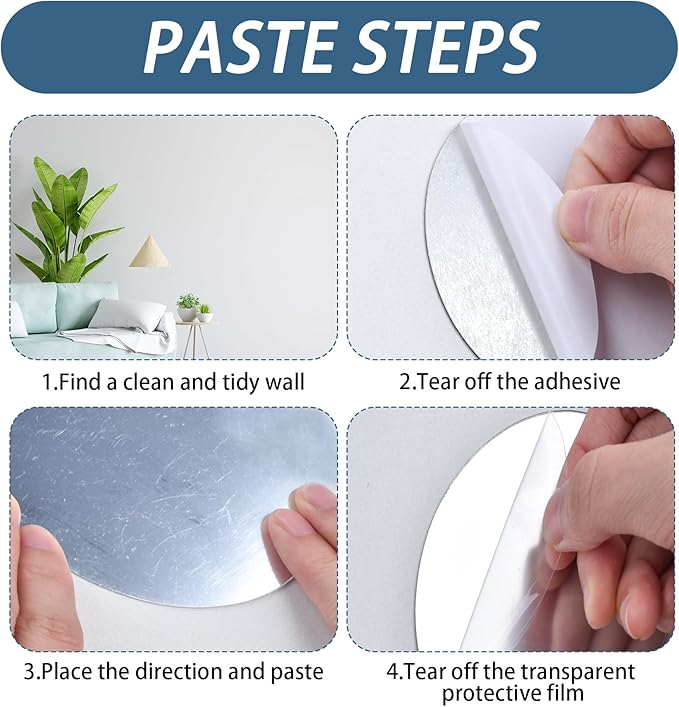 PASTE STEPS
1.Find a clean and tidy wall
2.Tear off the adhesive
3.Place the direction and paste
4.Tear off the transparent
protective film